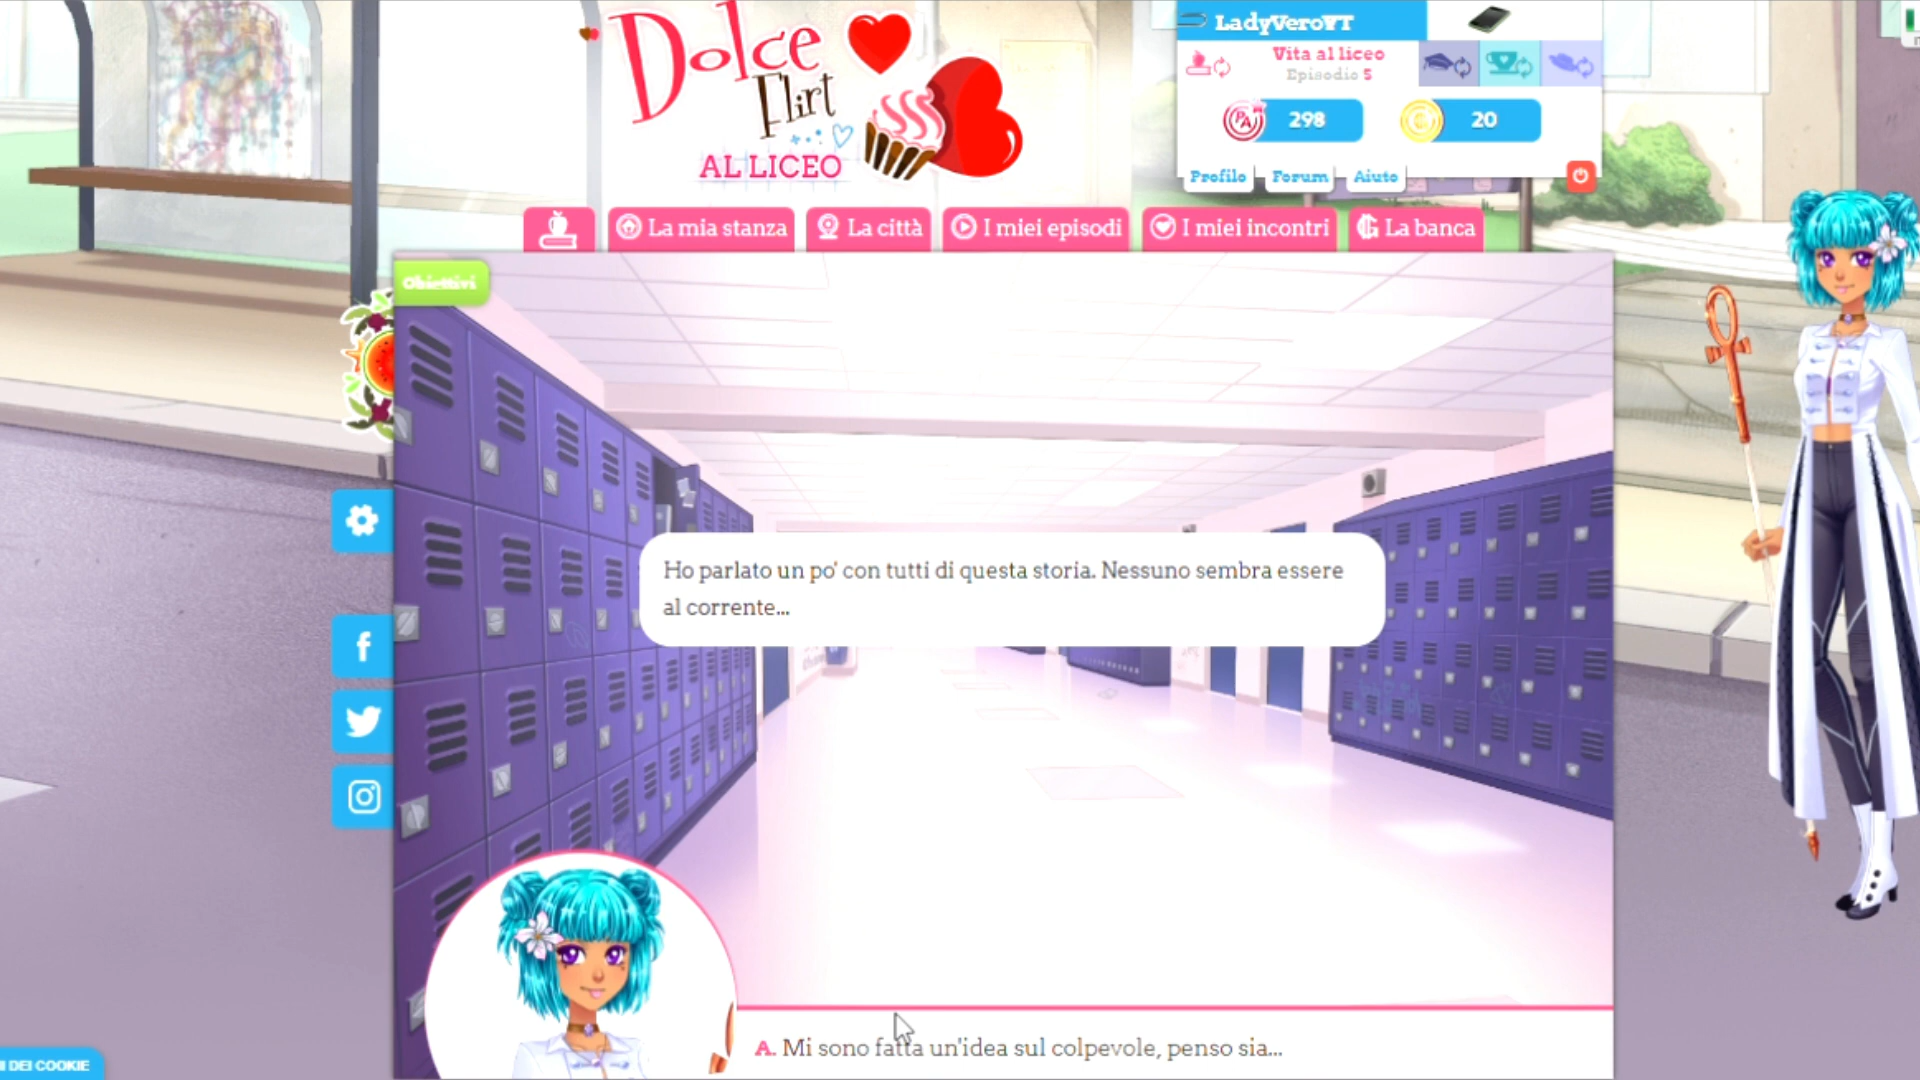 Dolce
Flirt
AL LICEO
LadyVeroVT
Vita al liceo
Episodio 5
PA
298
20
Profilo
Forum
Aiuto
La mia stanza
La città
I miei episodi
I miei incontri
La banca
Obiettivi
Ho parlato un po' con tutti di questa storia. Nessuno sembra essere
al corrente...
A. Mi sono fatta un'idea sul colpevole, penso sia...
I DEI COOKIE